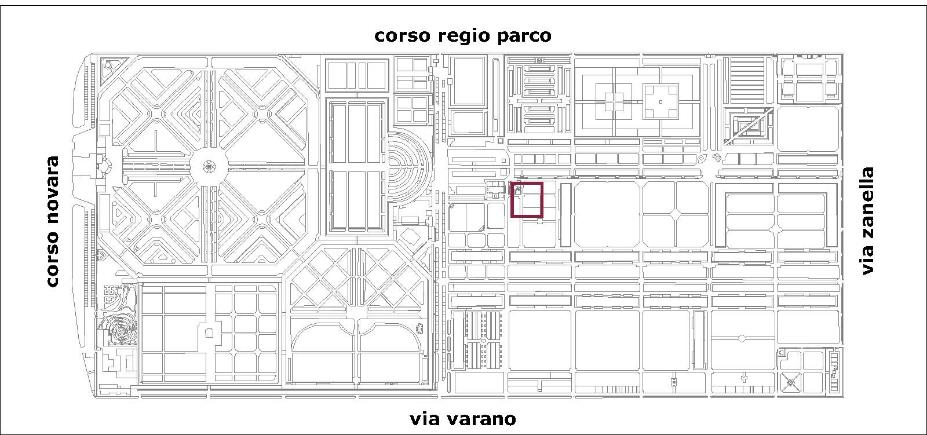 corso regio parco
corso novara
via zanella
via varano